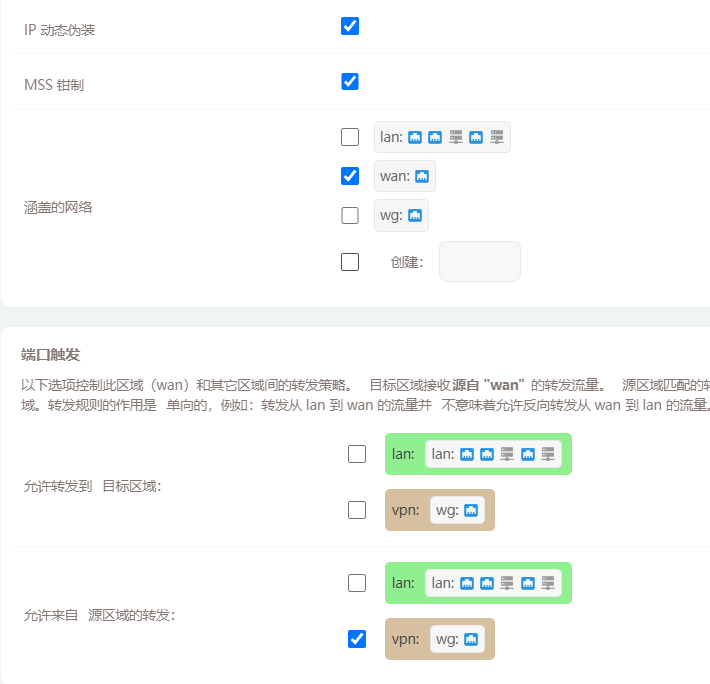 IP 动态伪装
MSS 钳制
lan:
wan:
涵盖的网络
wg:
创建:
端口触发
以下选项控制此区域（wan）和其它区域间的转发策略。 目标区域接收源自 "wan" 的转发流量。 源区域匹配的转
域。转发规则的作用是 单向的，例如：转发从 lan 到 wan 的流量并 不意味着允许反向转发从 wan 到 lan 的流量。
lan: lan:
允许转发到 目标区域：
vpn: wg:
lan: lan:
允许来自 源区域的转发：
vpn: wg: